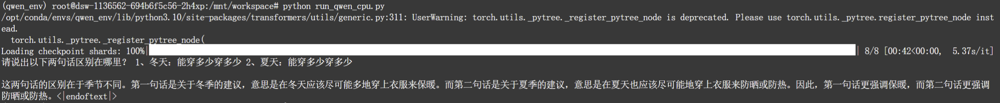 (qwen_env) root@dsw-1136562-694b6f5c56-2h4xp:/mnt/workspace# python run_qwen_cpu.py
/opt/conda/envs/qwen_env/lib/python3.10/site-packages/transformers/utils/generic.py:311: UserWarning: torch.utils._pytree._register_pytree_node is deprecated. Please use torch.utils._pytree.register_pytree_node inst
ead.
  torch.utils._pytree._register_pytree_node(
Loading checkpoint shards: 100%| | 8/8 [00:42<00:00,  5.37s/it]
请说出以下两句话区别在哪里？ 1、冬天：能穿多少穿多少 2、夏天：能穿多少穿多少
这两句话的区别在于季节不同。第一句话是关于冬季的建议，意思是在冬天应该尽可能多地穿上衣服来保暖。而第二句话是关于夏季的建议，意思是在夏天也应该尽可能地穿上衣服来防晒或防热。因此，第一句话更强调保暖，而第二句话更强调
防晒或防热。<|endoftext|>